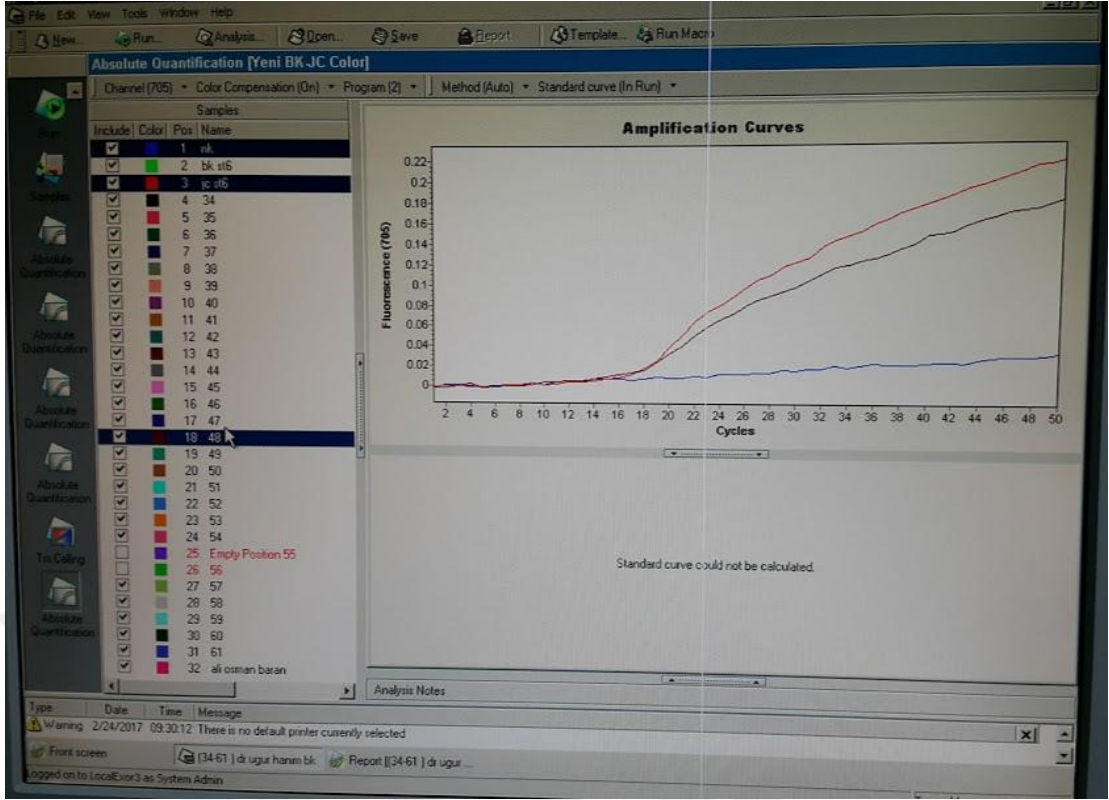 File Edit View Tools Window Help
New... Run... Analysis... Open... Save Report Template... Run Macro
Absolute Quantification [Yeni BK-JC Color]
Channel (705) Color Compensation (On) Program (2) Method (Auto) Standard curve (In Run)
Run
Samples
Absolute Quantification
Absolute Quantification
Absolute Quantification
Absolute Quantification
Tm Calling
Absolute Quantification
Samples
Include Color Pos Name
1 nk
2 bk st6
3 jc st6
4 34
5 35
6 36
7 37
8 38
9 39
10 40
11 41
12 42
13 43
14 44
15 45
16 46
17 47
18 48
19 49
20 50
21 51
22 52
23 53
24 54
25 Empty Position 55
26 56
27 57
28 58
29 59
30 60
31 61
32 ali osman baran
Amplification Curves
Fluorescence (705)
0.22
0.2
0.18
0.16
0.14
0.12
0.1
0.08
0.06
0.04
0.02
0
2 4 6 8 10 12 14 16 18 20 22 24 26 28 30 32 34 36 38 40 42 44 46 48 50
Cycles
Standard curve could not be calculated.
Analysis Notes
Type Date Time Message
Warning 2/24/2017 09:30:12 There is no default printer currently selected
Front screen (34-61 ) dr ugur hanim bk Report [(34-61 ) dr ugur ...
Logged on to LocalExor3 as System Admin